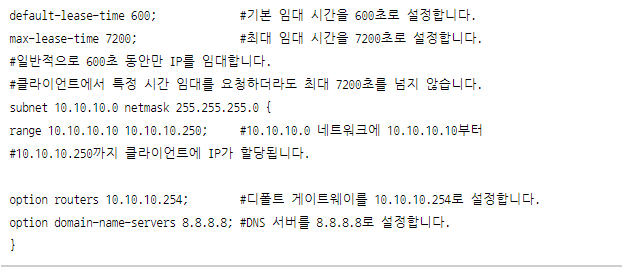 default-lease-time 600; #기본 임대 시간을 600초로 설정합니다.
max-lease-time 7200; #최대 임대 시간을 7200초로 설정합니다.
#일반적으로 600초 동안만 IP를 임대합니다.
#클라이언트에서 특정 시간 임대를 요청하더라도 최대 7200초를 넘지 않습니다.
subnet 10.10.10.0 netmask 255.255.255.0 {
range 10.10.10.10 10.10.10.250; #10.10.10.0 네트워크에 10.10.10.10부터
#10.10.10.250까지 클라이언트에 IP가 할당됩니다.
option routers 10.10.10.254; #디폴트 게이트웨이를 10.10.10.254로 설정합니다.
option domain-name-servers 8.8.8.8; #DNS 서버를 8.8.8.8로 설정합니다.
}